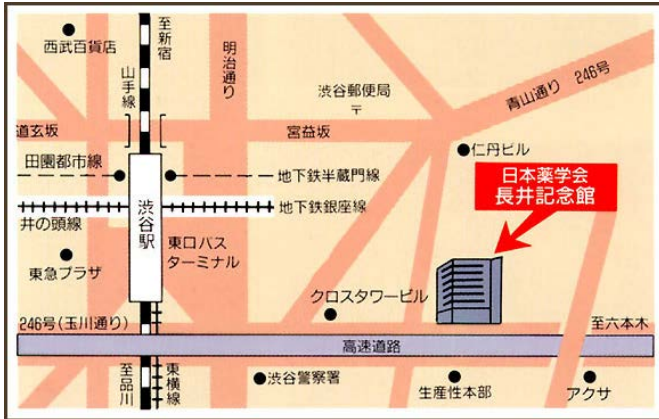 西武百貨店
至新宿
山手線
明治通り
渋谷郵便局
〒
青山通り 246号
道玄坂
宮益坂
仁丹ビル
田園都市線
地下鉄半蔵門線
日本薬学会
長井記念館
渋谷駅
地下鉄銀座線
井の頭線
東口バス
ターミナル
東急プラザ
クロスタワービル
246号(玉川通り)
至六本木
高速道路
至品川
東横線
渋谷警察署
生産性本部
アクサ